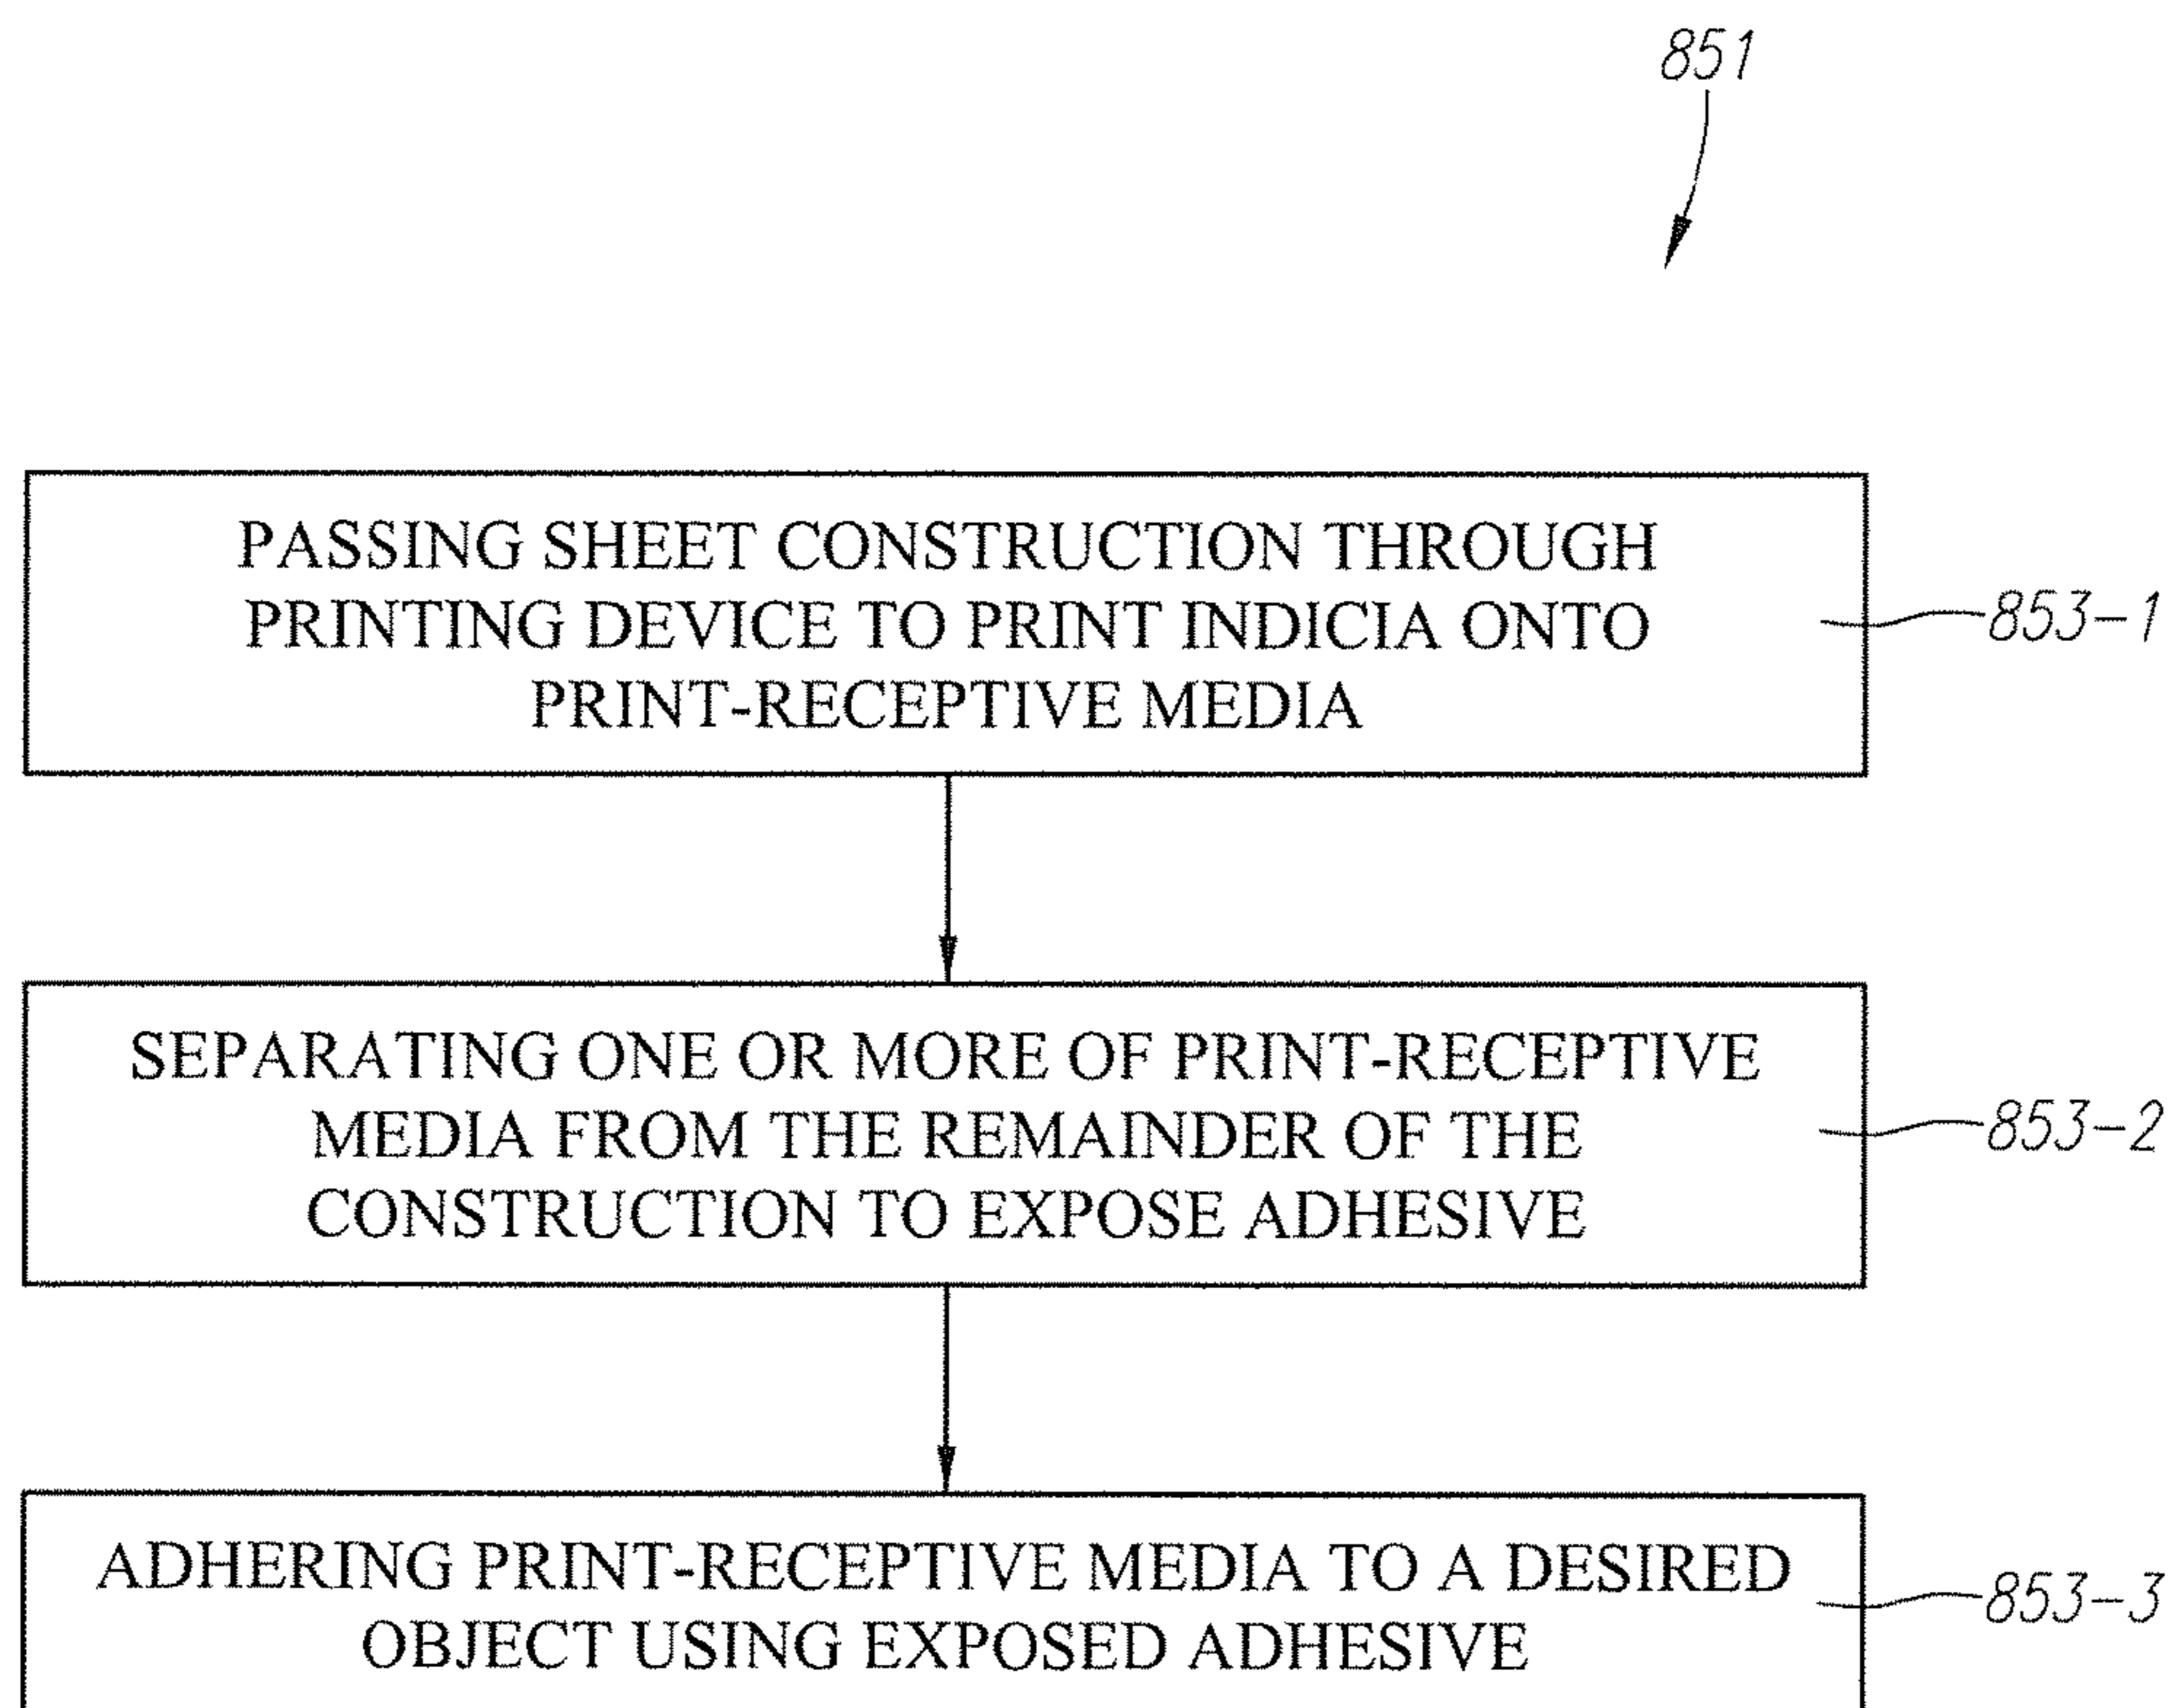 851
PASSING SHEET CONSTRUCTION THROUGH
PRINTING DEVICE TO PRINT INDICIA ONTO
PRINT-RECEPTIVE MEDIA
853-1
SEPARATING ONE OR MORE OF PRINT-RECEPTIVE
MEDIA FROM THE REMAINDER OF THE
CONSTRUCTION TO EXPOSE ADHESIVE
853-2
ADHERING PRINT-RECEPTIVE MEDIA TO A DESIRED
OBJECT USING EXPOSED ADHESIVE
853-3